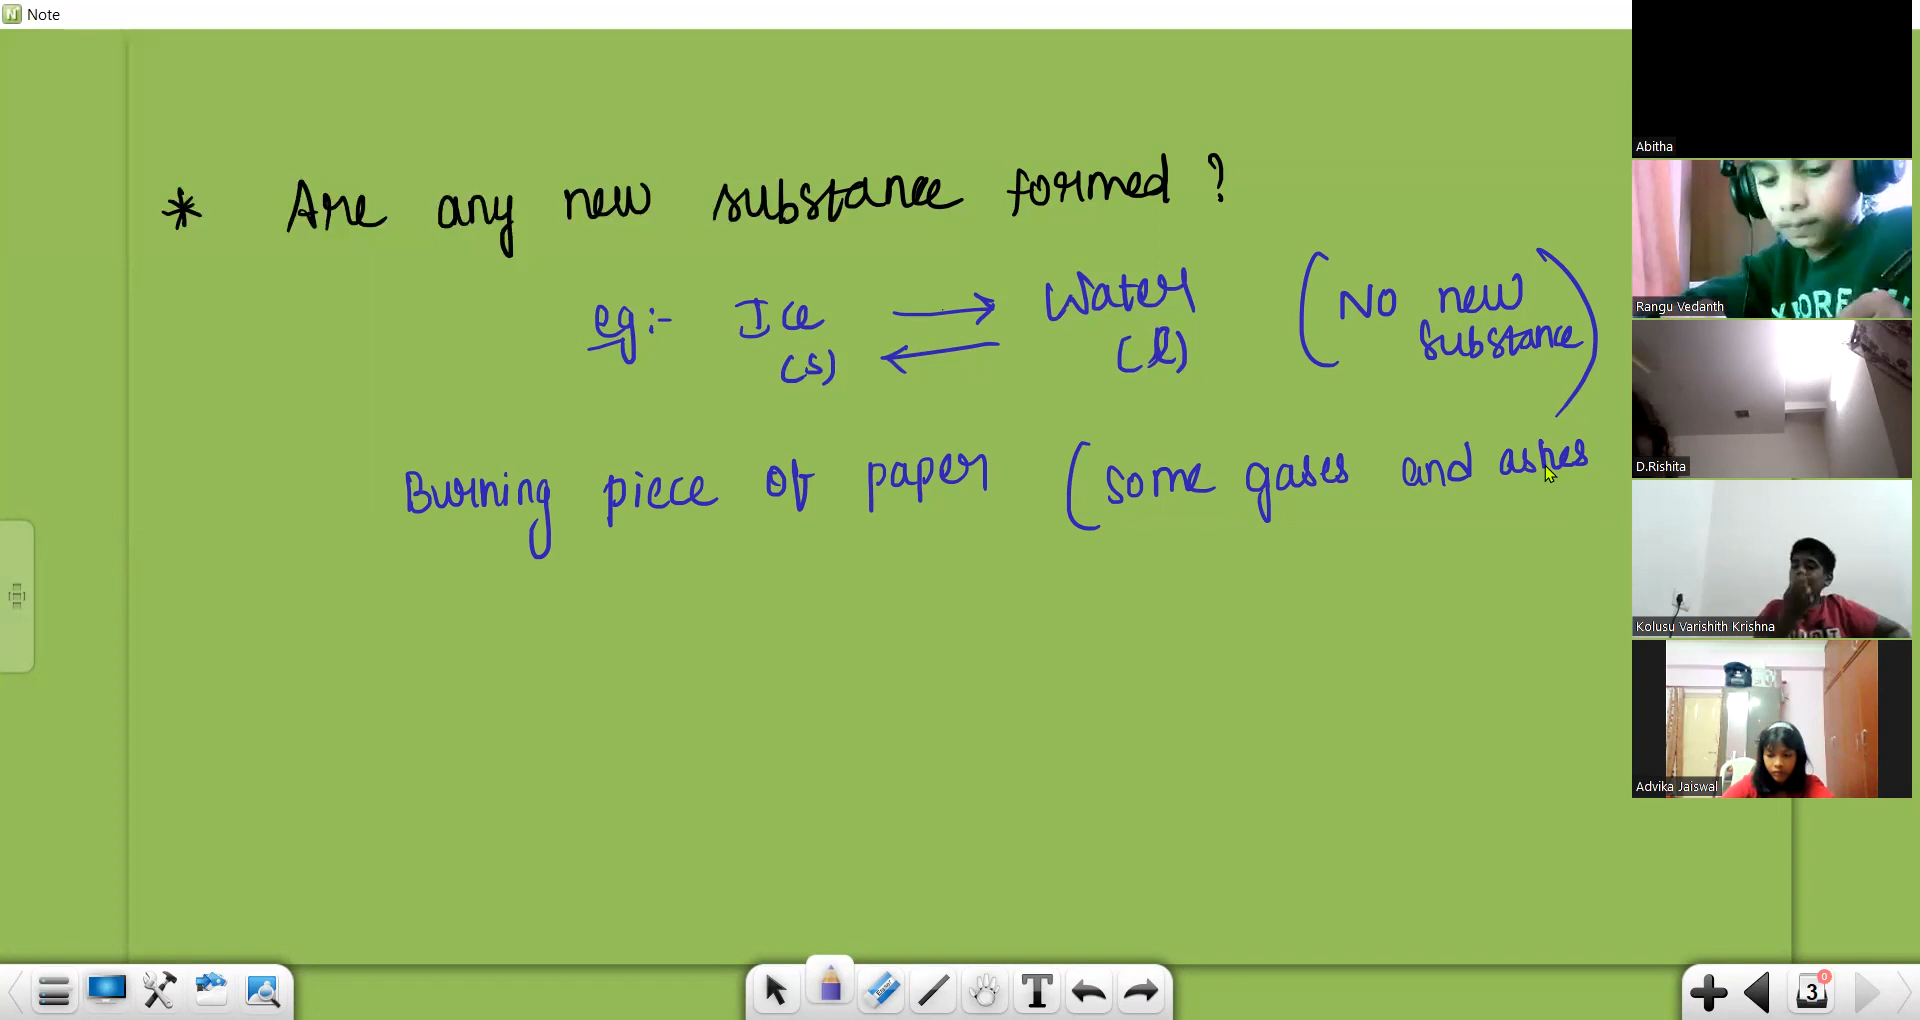 Note
* Are any new substance formed ?
eg:- Ice ⟶ Water (No new
(s) ⟵ (l) substance)
Burning piece of paper (some gases and ashes
Abitha
Rangu Vedanth
D.Rishita
Kolusu Varishith Krishna
Advika Jaiswal
T
3
0